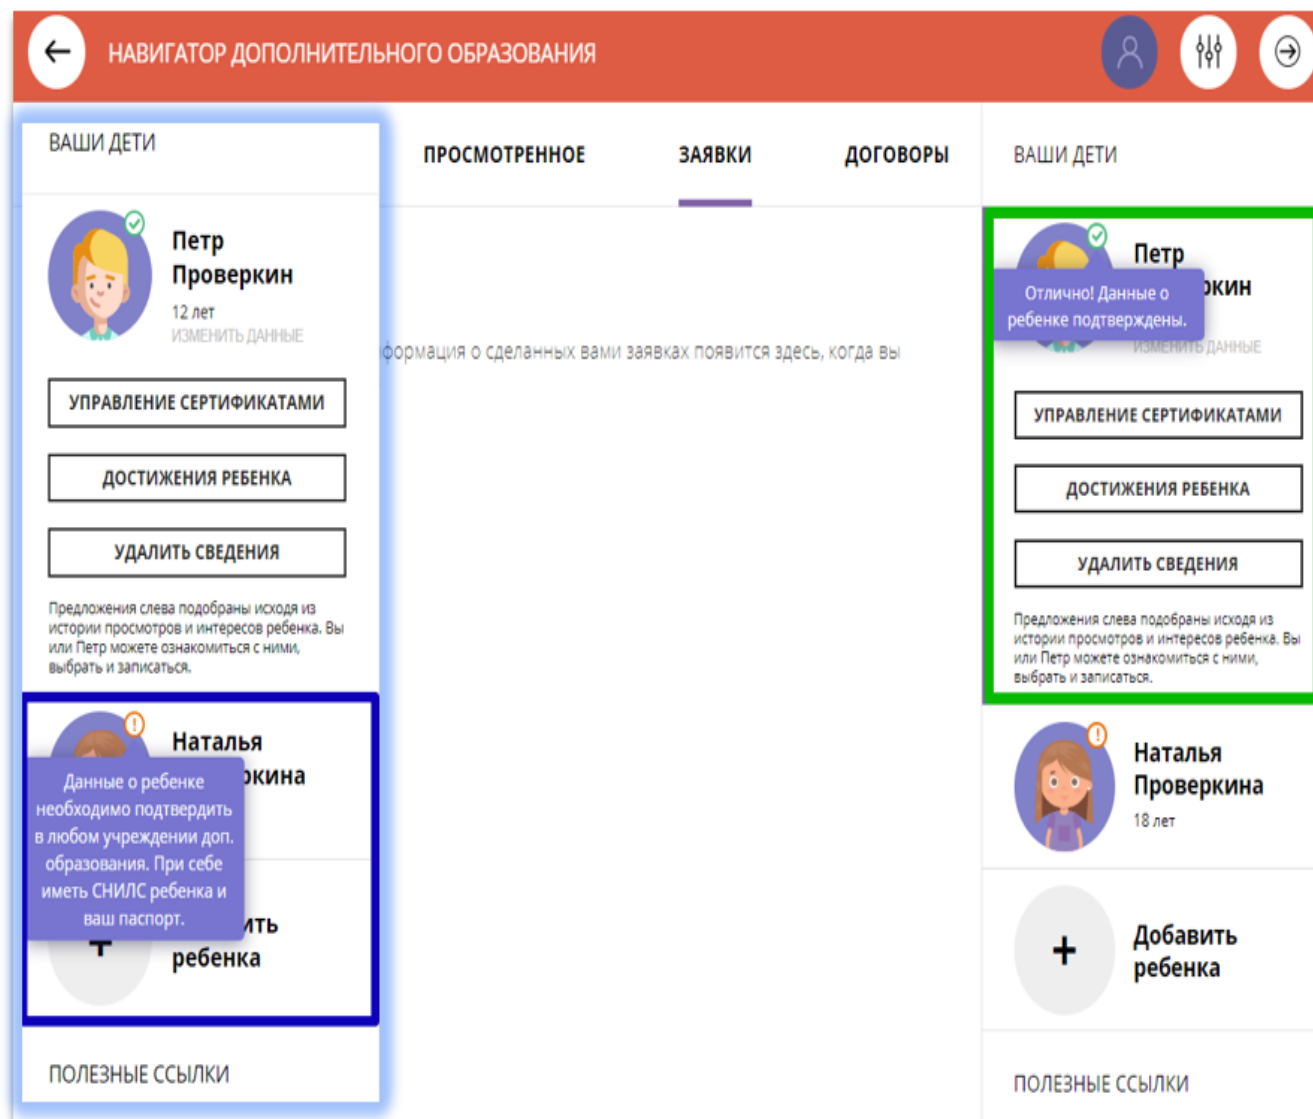 НАВИГАТОР ДОПОЛНИТЕЛЬНОГО ОБРАЗОВАНИЯ
ВАШИ ДЕТИ
Петр
Проверкин
12 лет
ИЗМЕНИТЬ ДАННЫЕ
УПРАВЛЕНИЕ СЕРТИФИКАТАМИ
ДОСТИЖЕНИЯ РЕБЕНКА
УДАЛИТЬ СВЕДЕНИЯ
Предложения слева подобраны исходя из
истории просмотров и интересов ребенка. Вы
или Петр можете ознакомиться с ними,
выбрать и записаться.
Наталья
ркина
Данные о ребенке
необходимо подтвердить
в любом учреждении доп.
образования. При себе
иметь СНИЛС ребенка и
ваш паспорт.
ить
ребенка
ПОЛЕЗНЫЕ ССЫЛКИ
ПРОСМОТРЕННОЕ
ЗАЯВКИ
ДОГОВОРЫ
формация о сделанных вами заявках появится здесь, когда вы
ВАШИ ДЕТИ
Петр
ркин
Отлично! Данные о
ребенке подтверждены.
ИЗМЕНИТЬ ДАННЫЕ
УПРАВЛЕНИЕ СЕРТИФИКАТАМИ
ДОСТИЖЕНИЯ РЕБЕНКА
УДАЛИТЬ СВЕДЕНИЯ
Предложения слева подобраны исходя из
истории просмотров и интересов ребенка. Вы
или Петр можете ознакомиться с ними,
выбрать и записаться.
Наталья
Проверкина
18 лет
Добавить
ребенка
ПОЛЕЗНЫЕ ССЫЛКИ